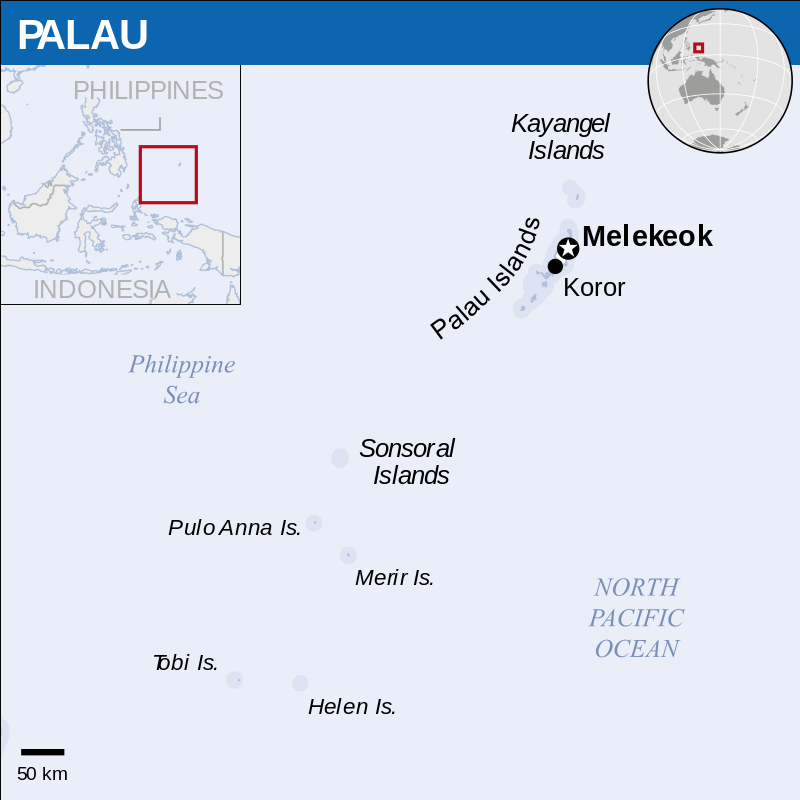 PALAU
PHILIPPINES
INDONESIA
Kayangel
Islands
Palau Islands
Melekeok
Koror
Philippine
Sea
Sonsoral
Islands
Pulo Anna Is.
Merir Is.
NORTH
PACIFIC
OCEAN
Tobi Is.
Helen Is.
50 km